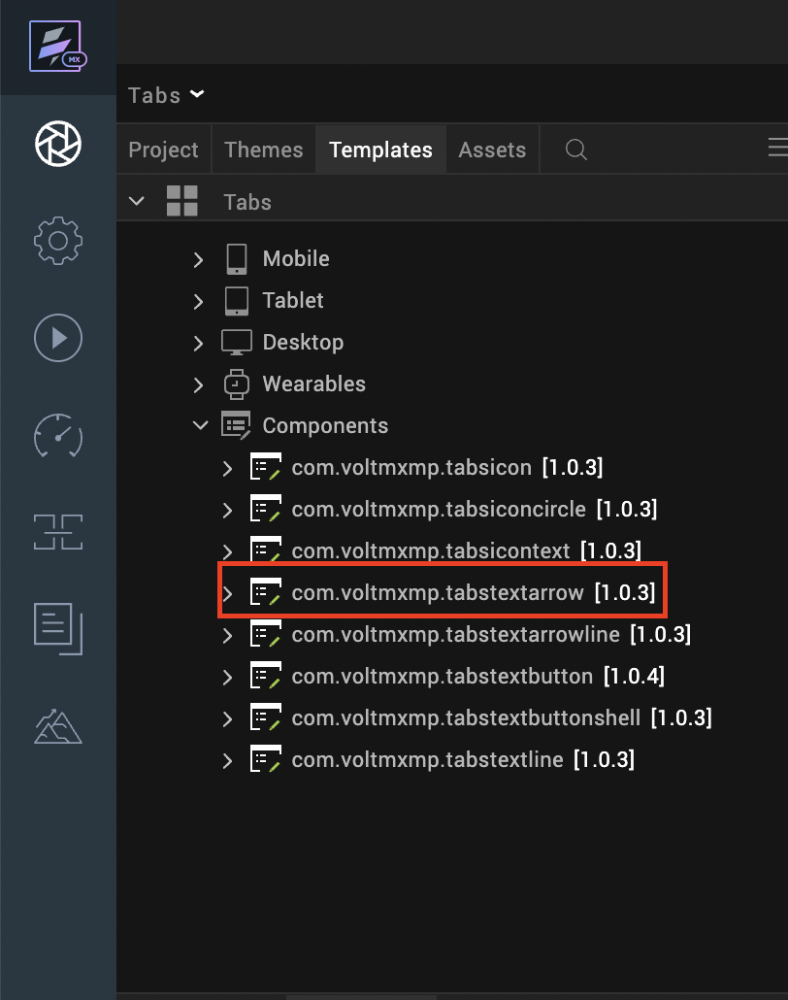 MX
Tabs
Project Themes Templates Assets
Tabs
Mobile
Tablet
Desktop
Wearables
Components
com.voltmxmp.tabsicon [1.0.3]
com.voltmxmp.tabsiconcircle [1.0.3]
com.voltmxmp.tabsicontext [1.0.3]
com.voltmxmp.tabstextarrow [1.0.3]
com.voltmxmp.tabstextarrowline [1.0.3]
com.voltmxmp.tabstextbutton [1.0.4]
com.voltmxmp.tabstextbuttonshell [1.0.3]
com.voltmxmp.tabstextline [1.0.3]